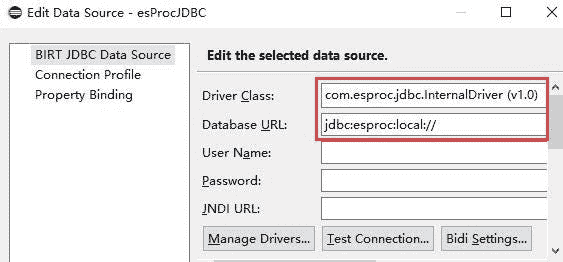 Edit Data Source - esProcJDBC
BIRT JDBC Data Source
Connection Profile
Property Binding
Edit the selected data source.
Driver Class: com.esproc.jdbc.InternalDriver (v1.0)
Database URL: jdbc:esproc:local://
User Name:
Password:
JNDI URL:
Manage Drivers... Test Connection... Bidi Settings...